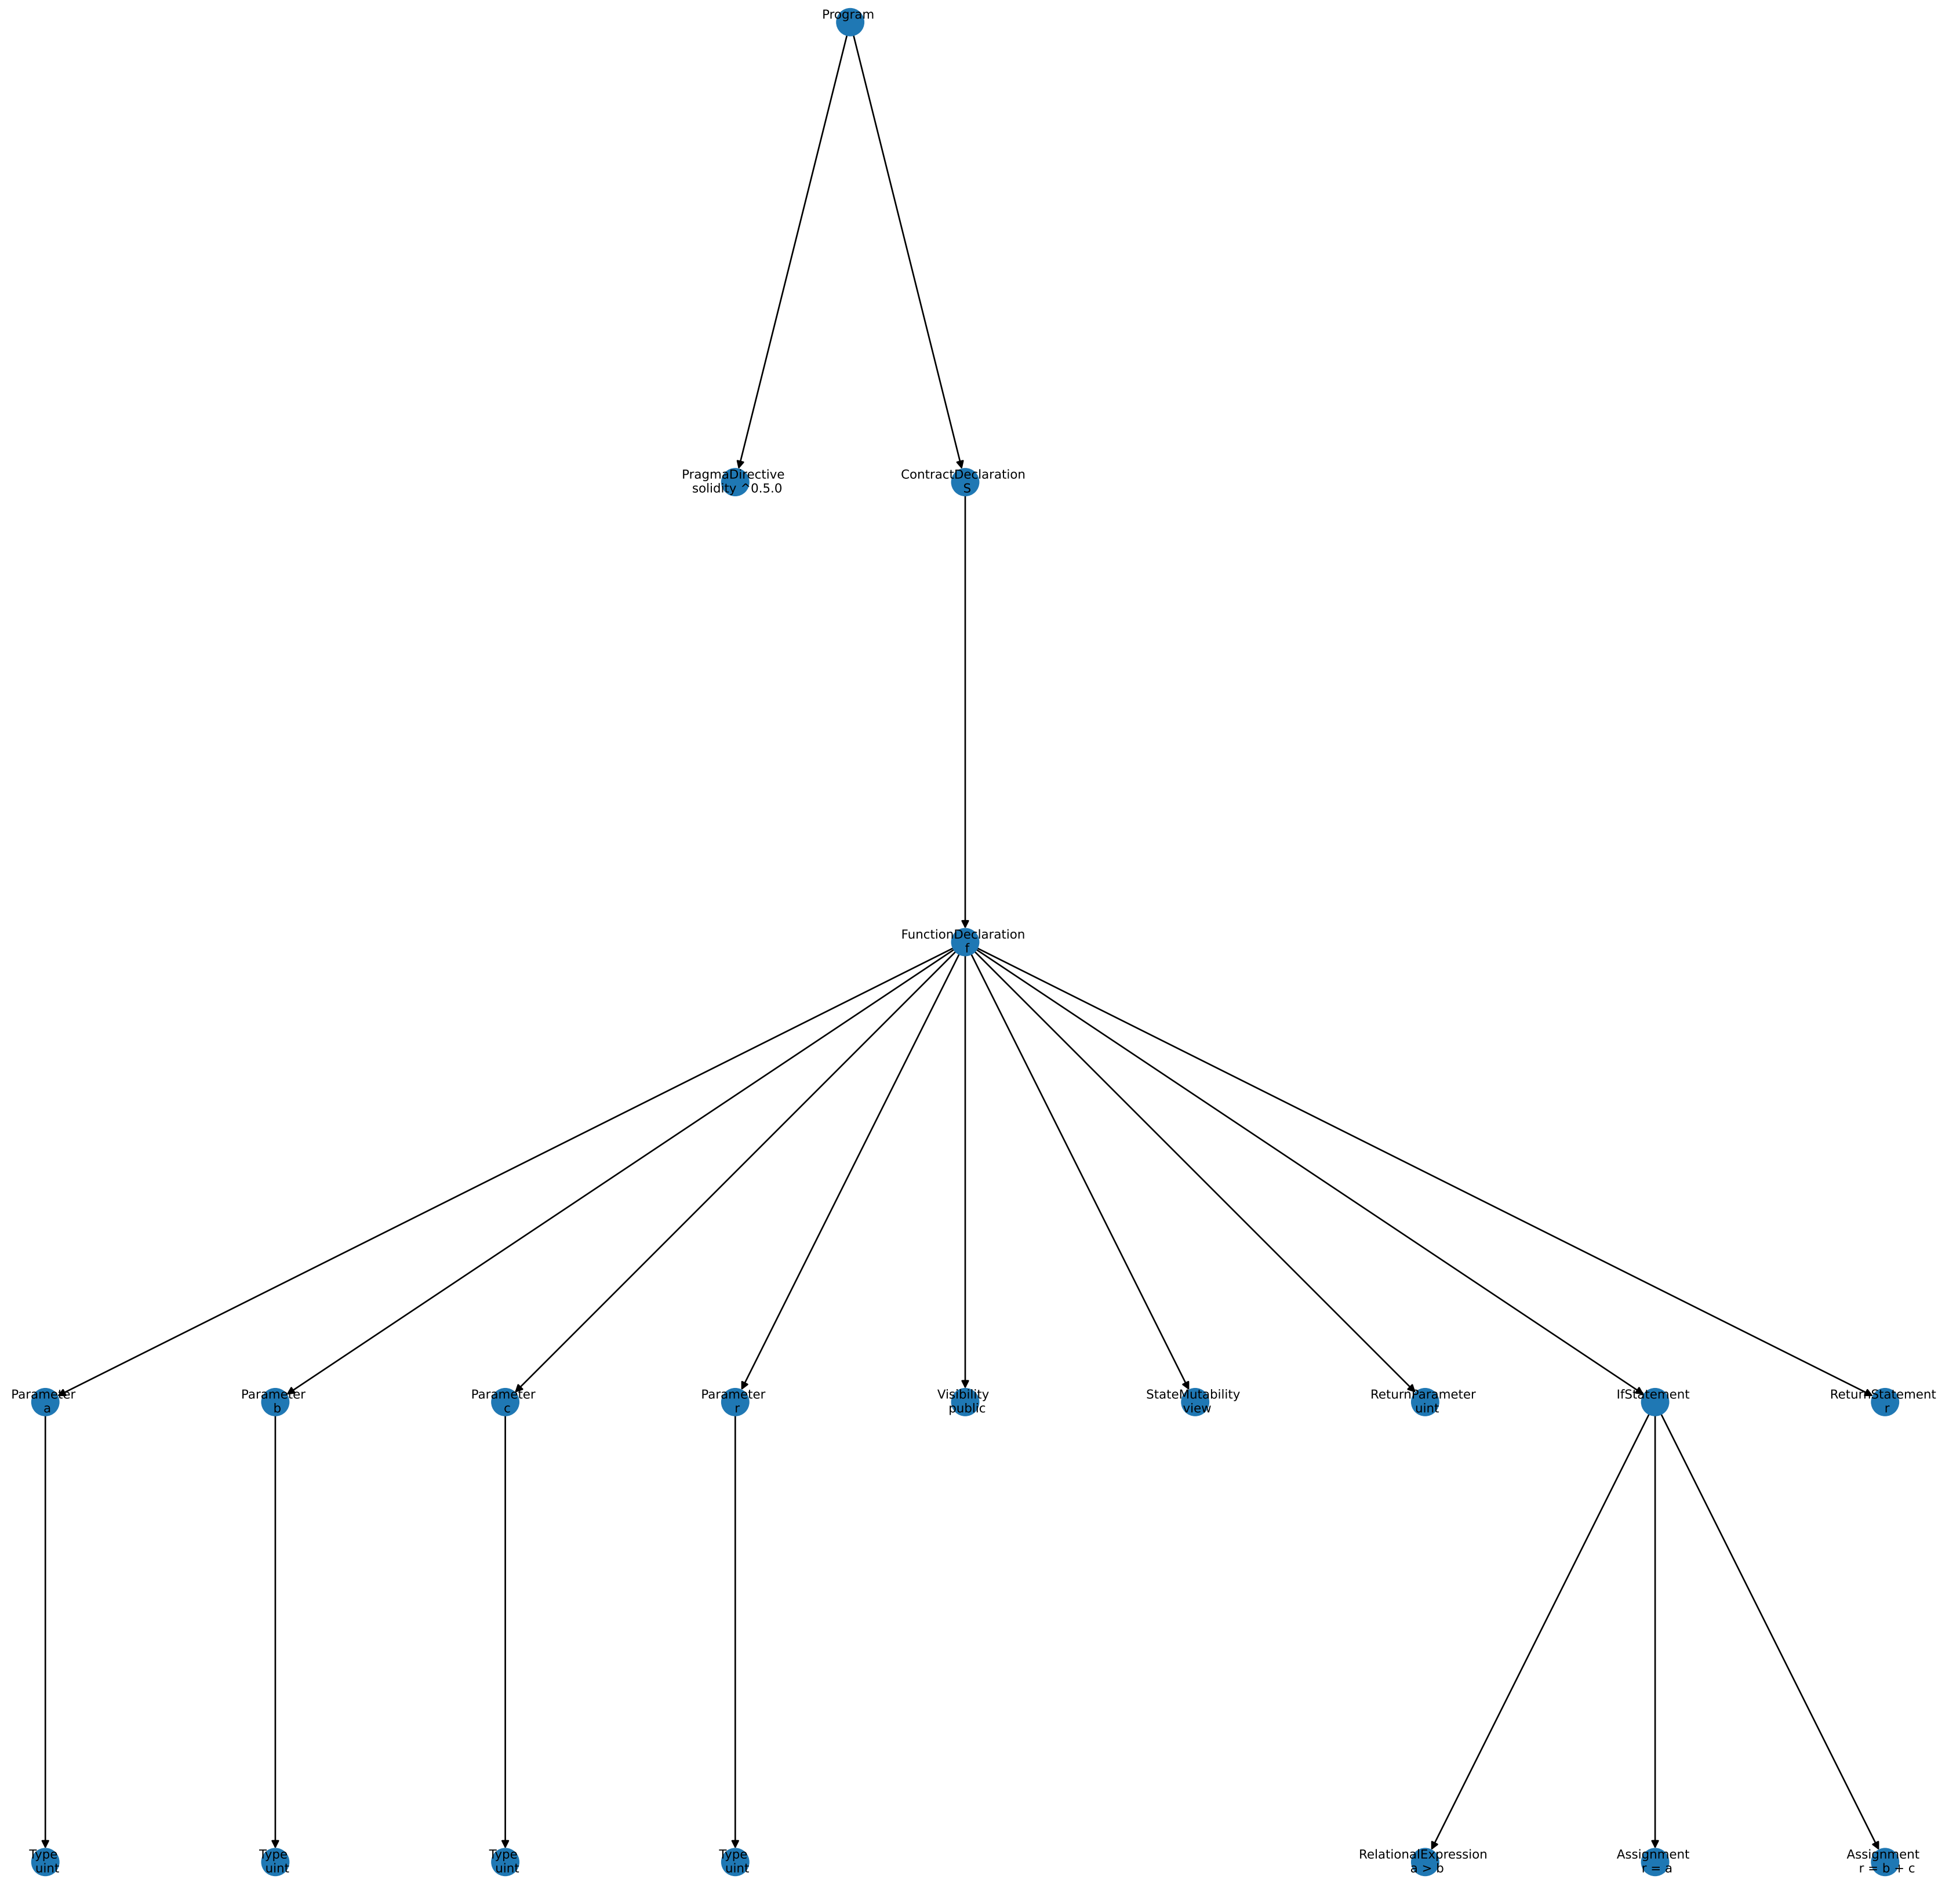 Program
PragmaDirective
solidity ^0.5.0
ContractDeclaration
S
FunctionDeclaration
f
Parameter
a
Parameter
b
Parameter
c
Parameter
r
Visibility
public
StateMutability
view
ReturnParameter
uint
IfStatement
ReturnStatement
r
Type
uint
Type
uint
Type
uint
Type
uint
RelationalExpression
a > b
Assignment
r = a
Assignment
r = b + c